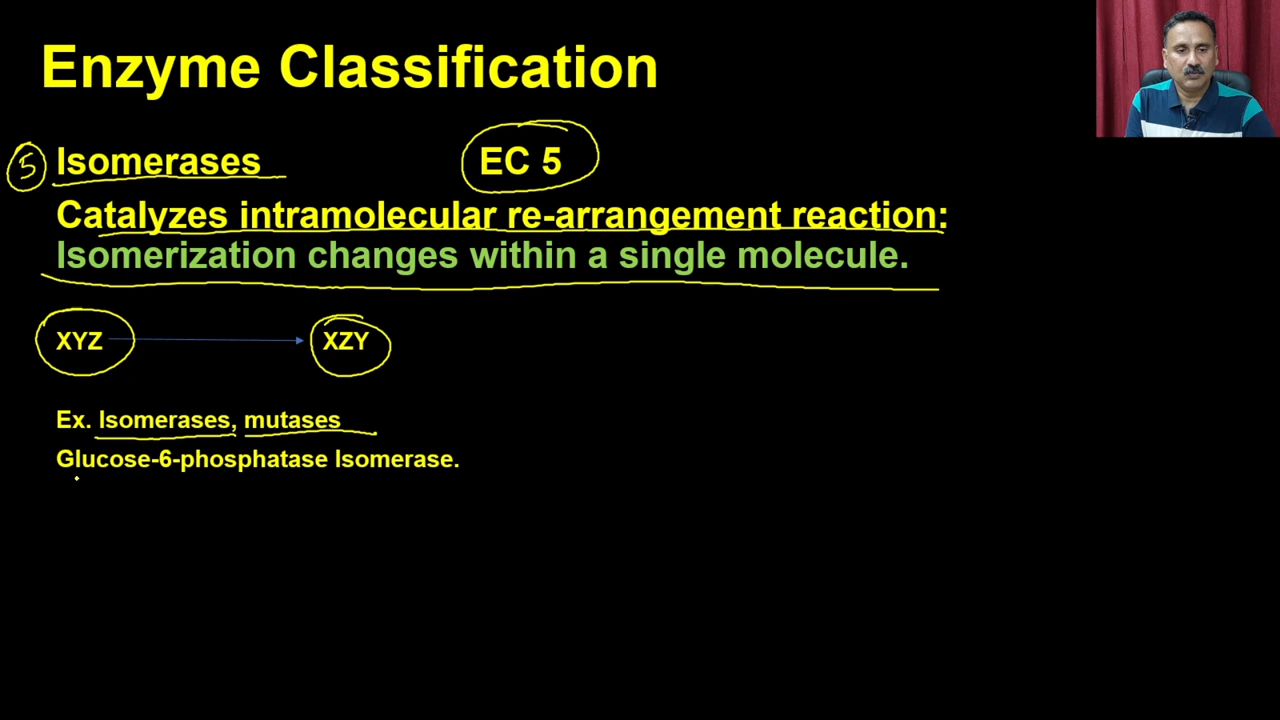 Enzyme Classification
5 Isomerases EC 5
Catalyzes intramolecular re-arrangement reaction:
Isomerization changes within a single molecule.
XYZ XZY
Ex. Isomerases, mutases
Glucose-6-phosphatase Isomerase.